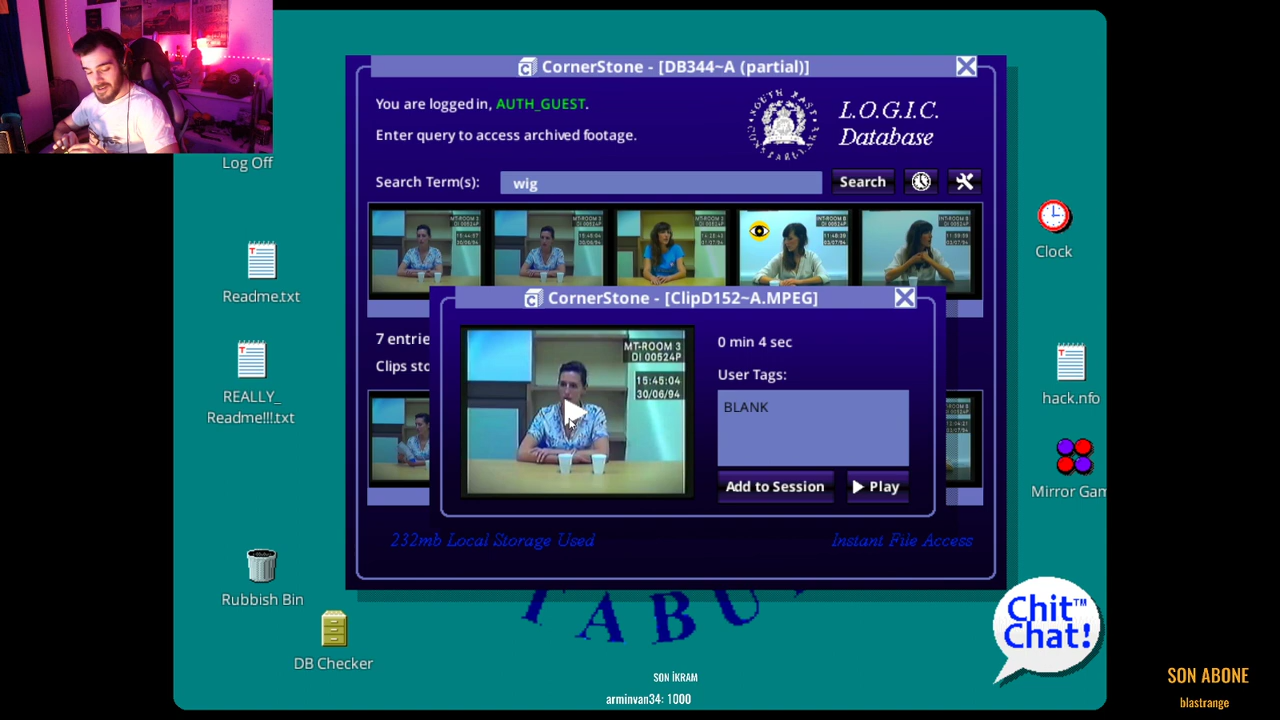 CornerStone - [DB344~A (partial)]
You are logged in, AUTH_GUEST.
Enter query to access archived footage.
L.O.G.I.C.
Database
Search Term(s):
wig
Search
Log Off
Readme.txt
REALLY_
Readme!!!.txt
Rubbish Bin
DB Checker
Clock
hack.nfo
Mirror Gam
7 entrie
Clips sto
CornerStone - [ClipD152~A.MPEG]
MT-ROOM 3
DI 00524P
15:45:04
30/06/94
0 min 4 sec
User Tags:
BLANK
Add to Session
Play
232mb Local Storage Used
Instant File Access
TABU
Chit™
Chat!
SON İKRAM
arminvan34: 1000
SON ABONE
blastrange